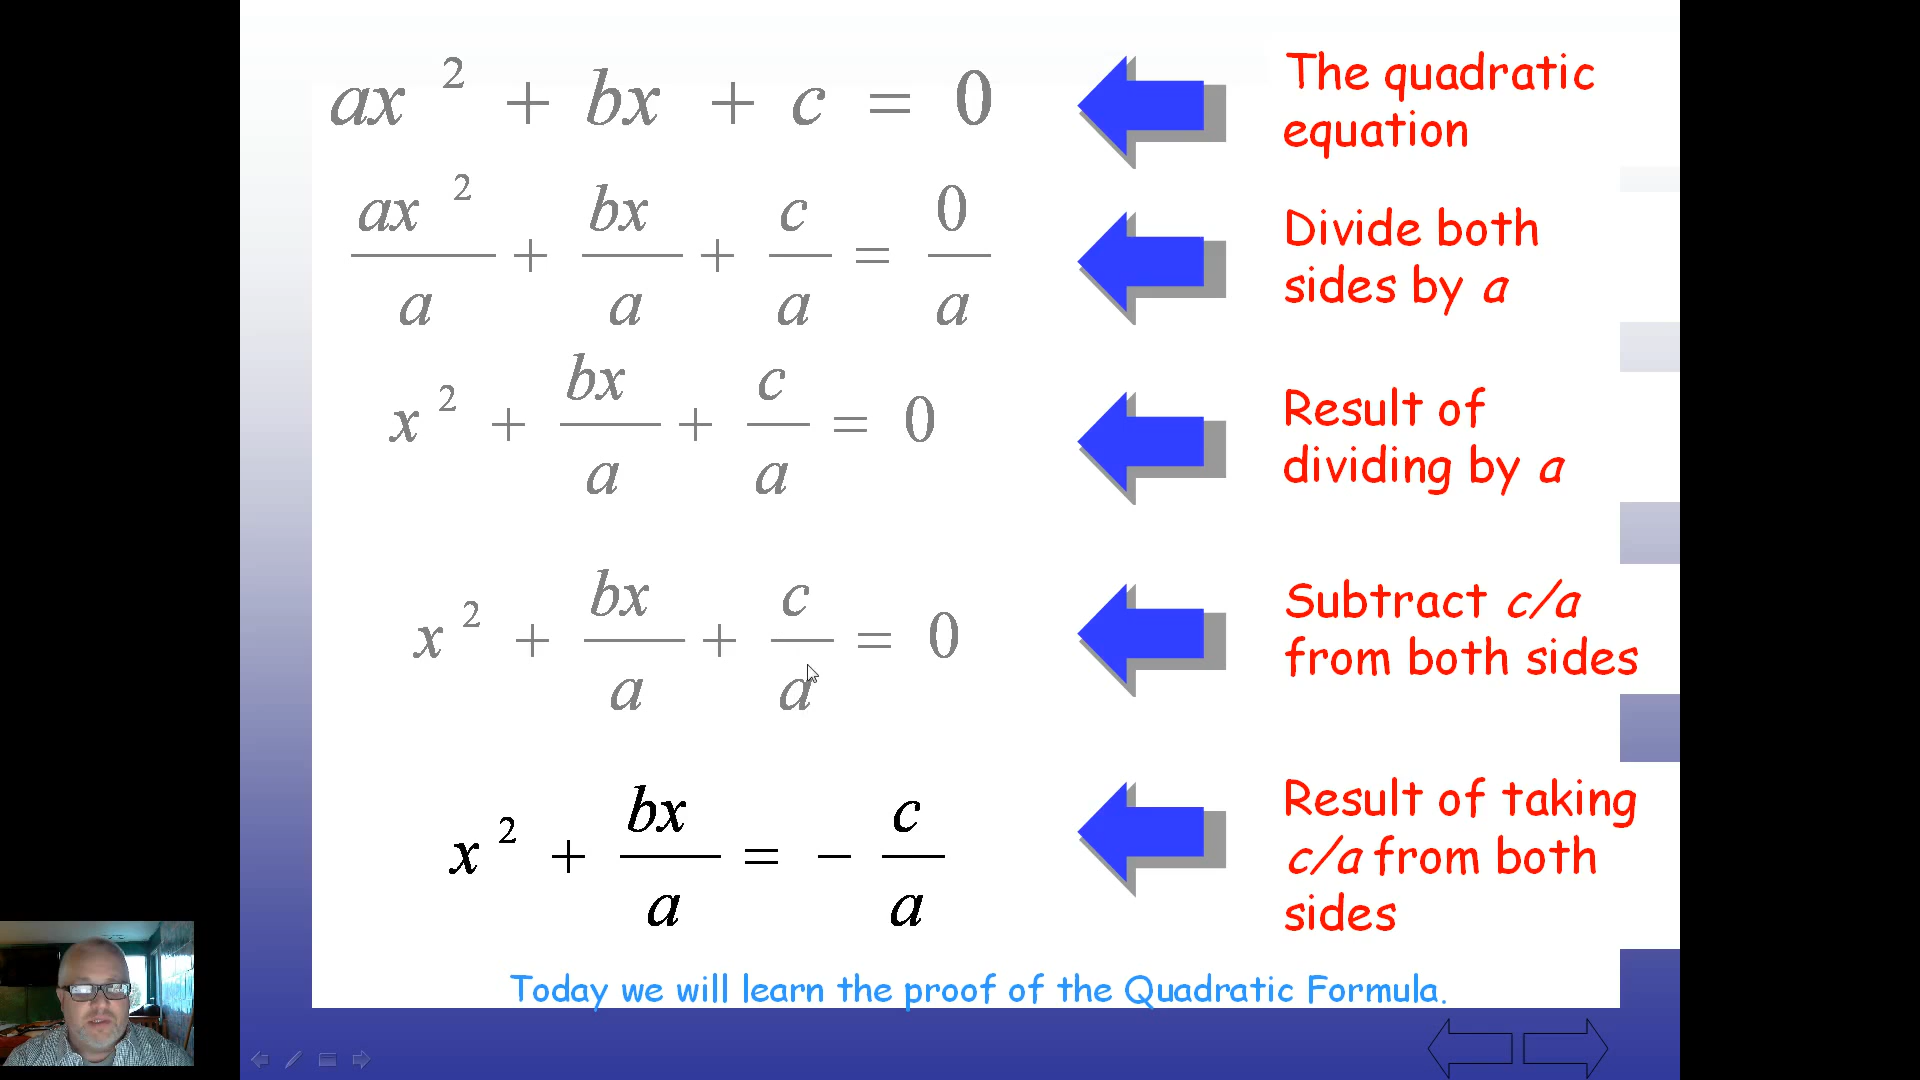 ax² + bx + c = 0
The quadratic
equation
ax²/a + bx/a + c/a = 0/a
Divide both
sides by a
x² + bx/a + c/a = 0
Result of
dividing by a
x² + bx/a + c/a = 0
Subtract c/a
from both sides
x² + bx/a = - c/a
Result of taking
c/a from both
sides
Today we will learn the proof of the Quadratic Formula.